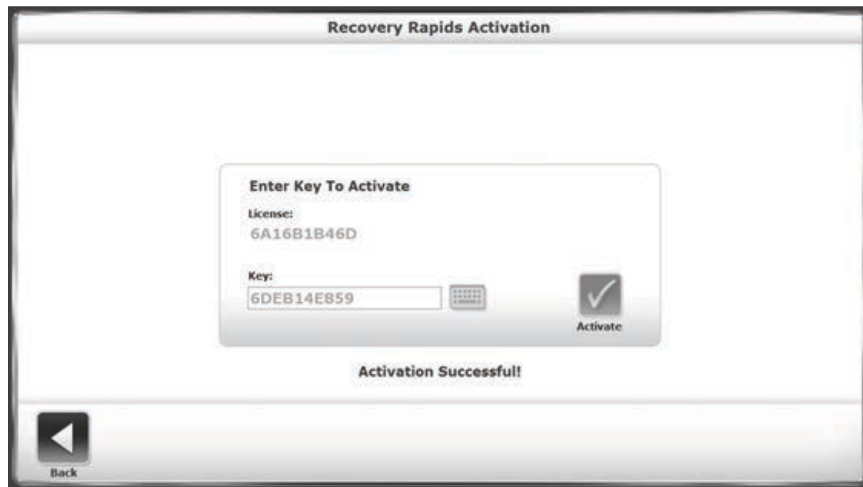 Recovery Rapids Activation
Enter Key To Activate
License:
6A16B1B46D
Key:
6DEB14E859
Activate
Activation Successful!
Back